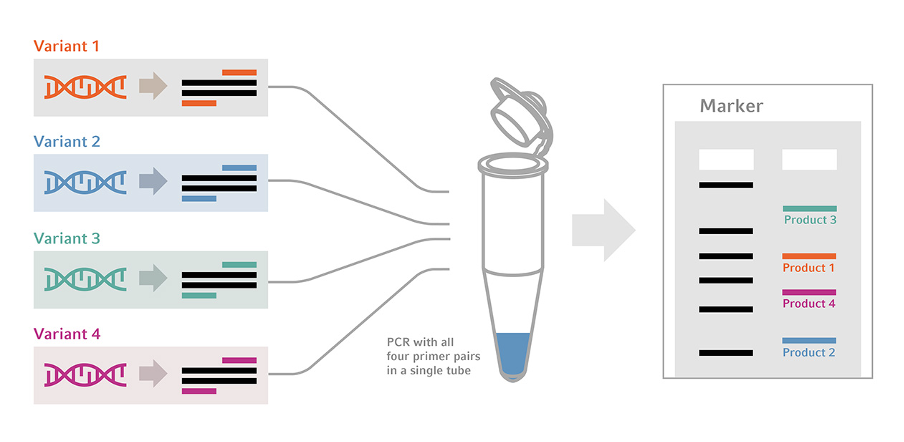 Variant 1
Variant 2
Variant 3
Variant 4
PCR with all
four primer pairs
in a single tube
Marker
Product 3
Product 1
Product 4
Product 2